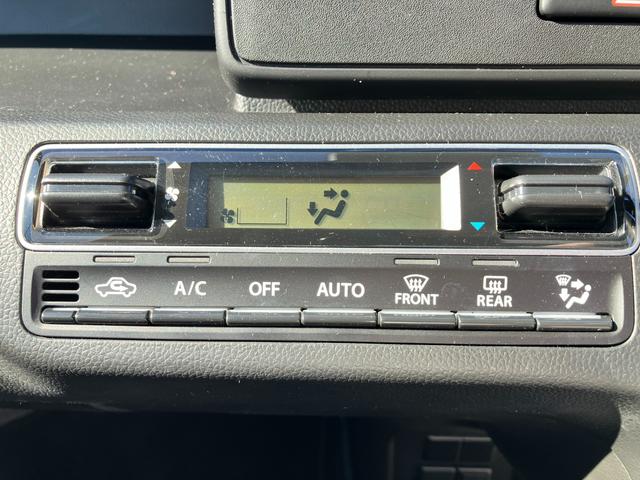 A/C OFF AUTO FRONT REAR